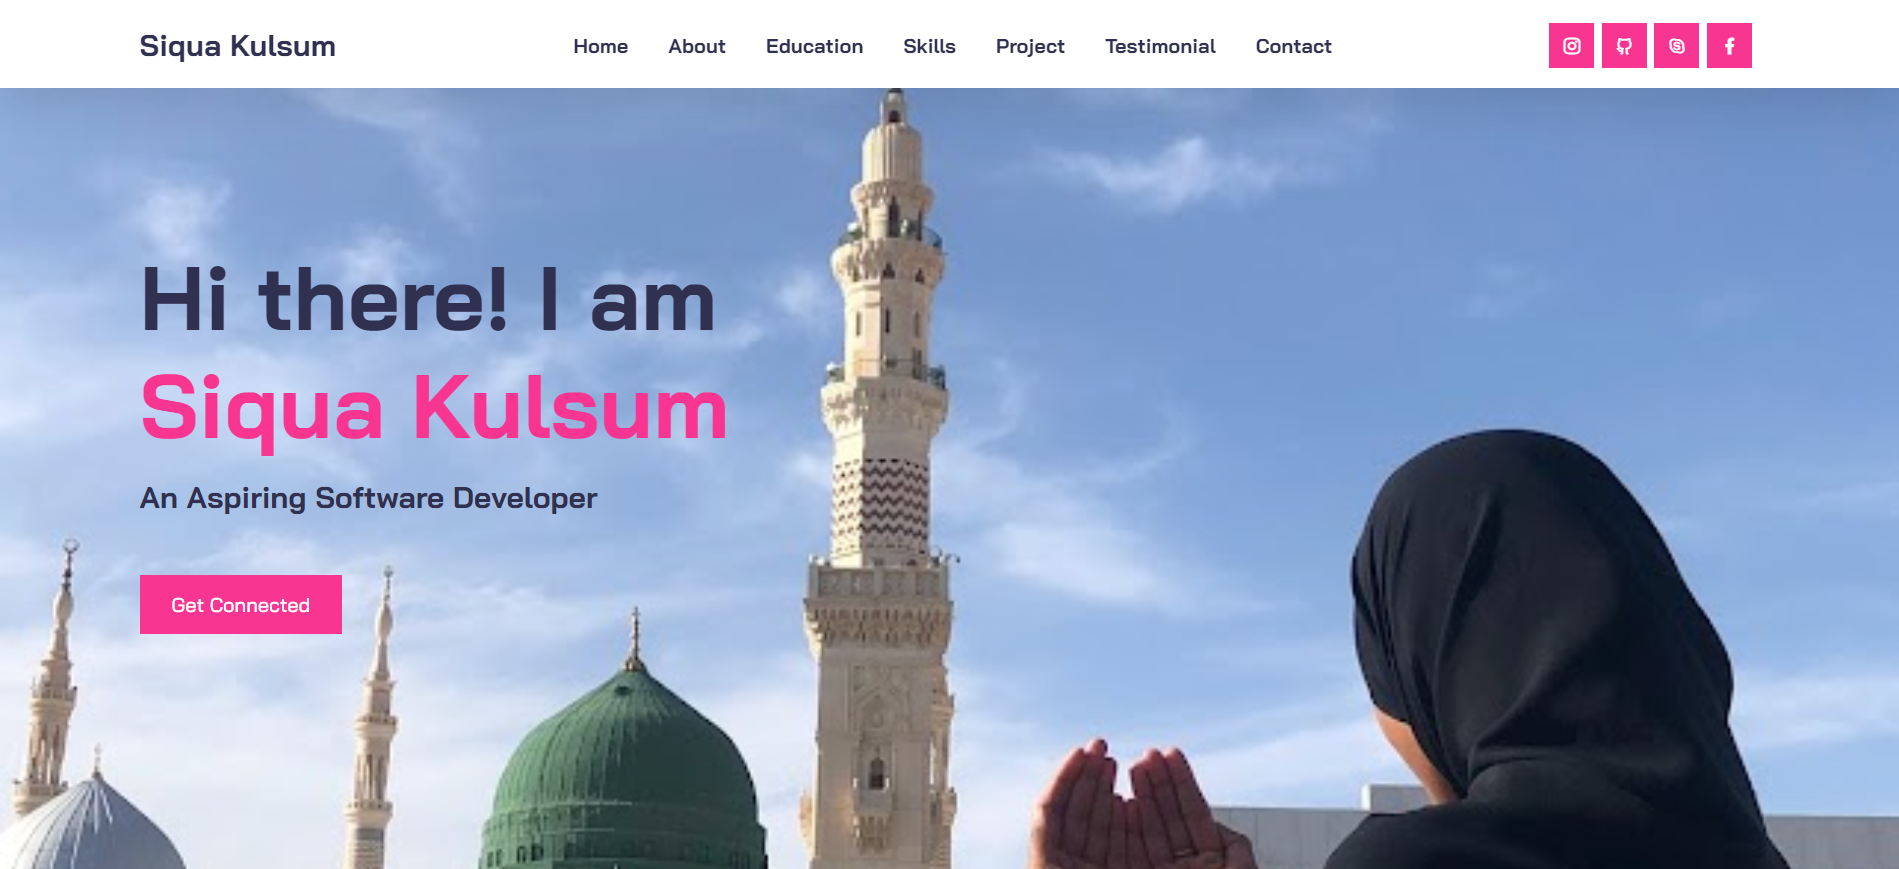 Siqua Kulsum
Home About Education Skills Project Testimonial Contact
Hi there! I am
Siqua Kulsum
An Aspiring Software Developer
Get Connected